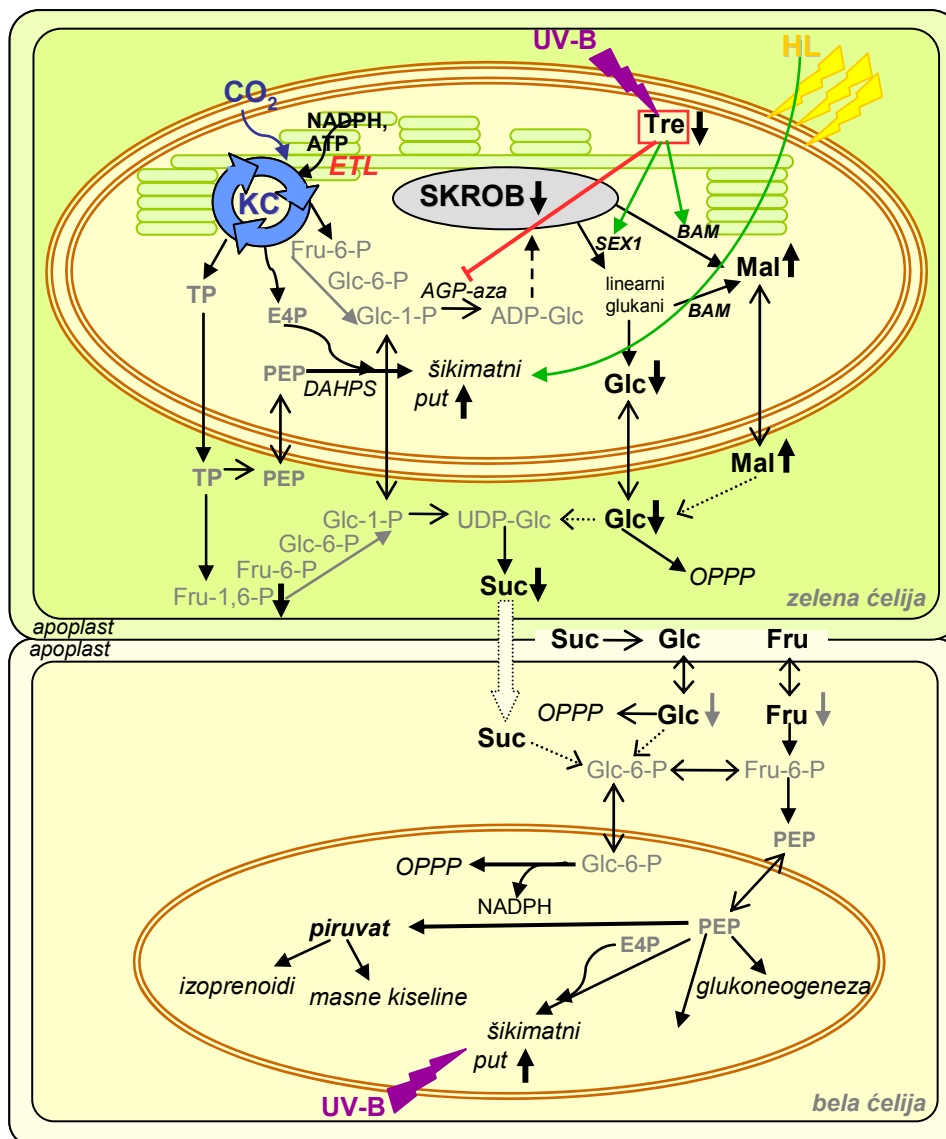 UV-B
HL
CO2
NADPH,
ATP
ETL
Tre
KC
SKROB
SEX1
BAM
Fru-6-P
Mal
Glc-6-P
TP
AGP-aza
linearni
glukani
BAM
E4P
Glc-1-P
ADP-Glc
PEP
DAHPS
šikimatni
put
Glc
TP
PEP
Mal
Glc-1-P
UDP-Glc
Glc
Glc-6-P
Fru-6-P
OPPP
Fru-1,6-P
Suc
zelena ćelija
apoplast
apoplast
Suc
Glc
Fru
OPPP
Glc
Fru
Suc
Glc-6-P
Fru-6-P
PEP
OPPP
Glc-6-P
NADPH
piruvat
PEP
E4P
izoprenoidi
masne kiseline
glukoneogeneza
šikimatni
put
UV-B
bela ćelija